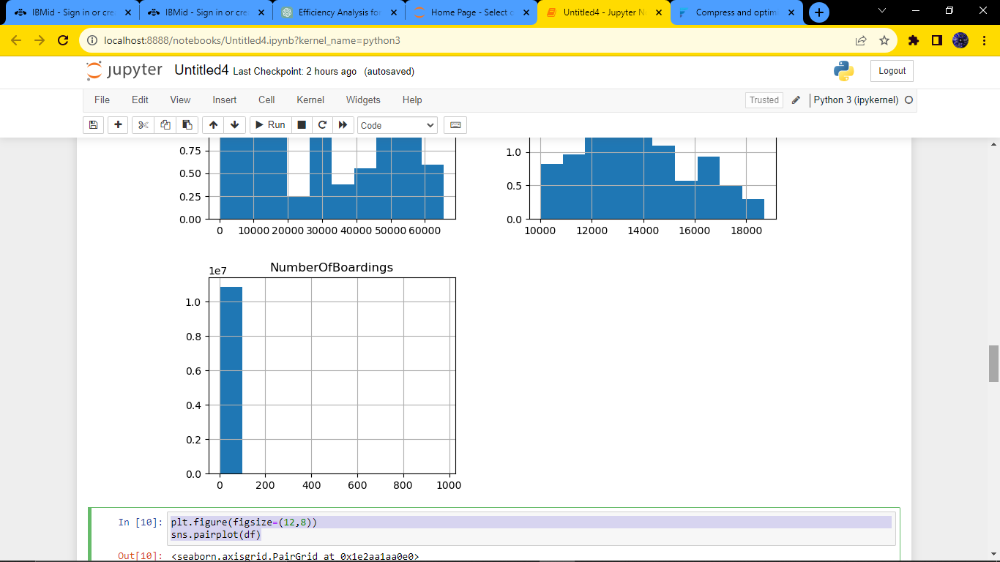 IBMid - Sign in or cre
IBMid - Sign in or cre
Efficiency Analysis for
Home Page - Select o
Untitled4 - Jupyter N
Compress and optim
localhost:8888/notebooks/Untitled4.ipynb?kernel_name=python3
jupyter Untitled4 Last Checkpoint: 2 hours ago (autosaved)
Logout
File Edit View Insert Cell Kernel Widgets Help
Trusted Python 3 (ipykernel)
Run Code
0.75
0.50
0.25
0.00
0 10000 20000 30000 40000 50000 60000
1.0
0.5
0.0
10000 12000 14000 16000 18000
NumberOfBoardings
1e7
1.0
0.8
0.6
0.4
0.2
0.0
0 200 400 600 800 1000
In [10]: plt.figure(figsize=(12,8))
sns.pairplot(df)
Out[10]: <seaborn.axisgrid.PairGrid at 0x1e2aa1aa0e0>